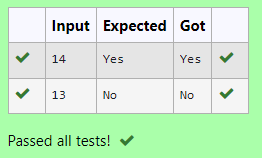 Input Expected Got
14 Yes Yes
13 No No
Passed all tests!